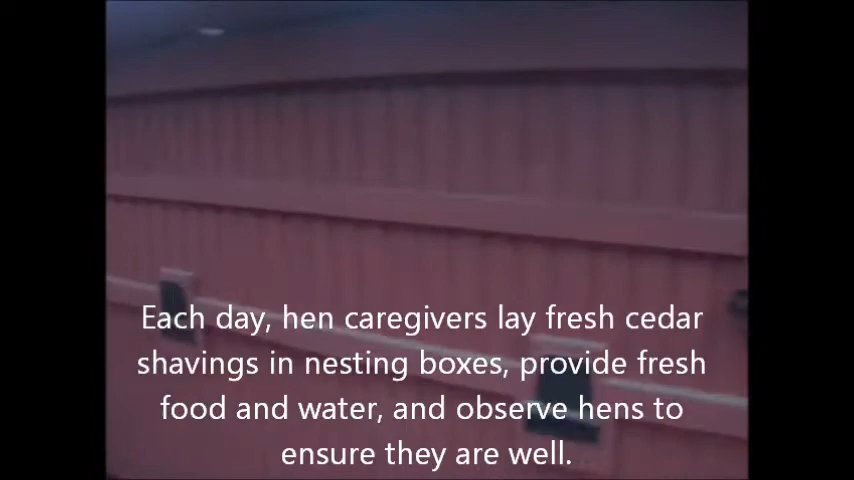 Each day, hen caregivers lay fresh cedar
shavings in nesting boxes, provide fresh
food and water, and observe hens to
ensure they are well.